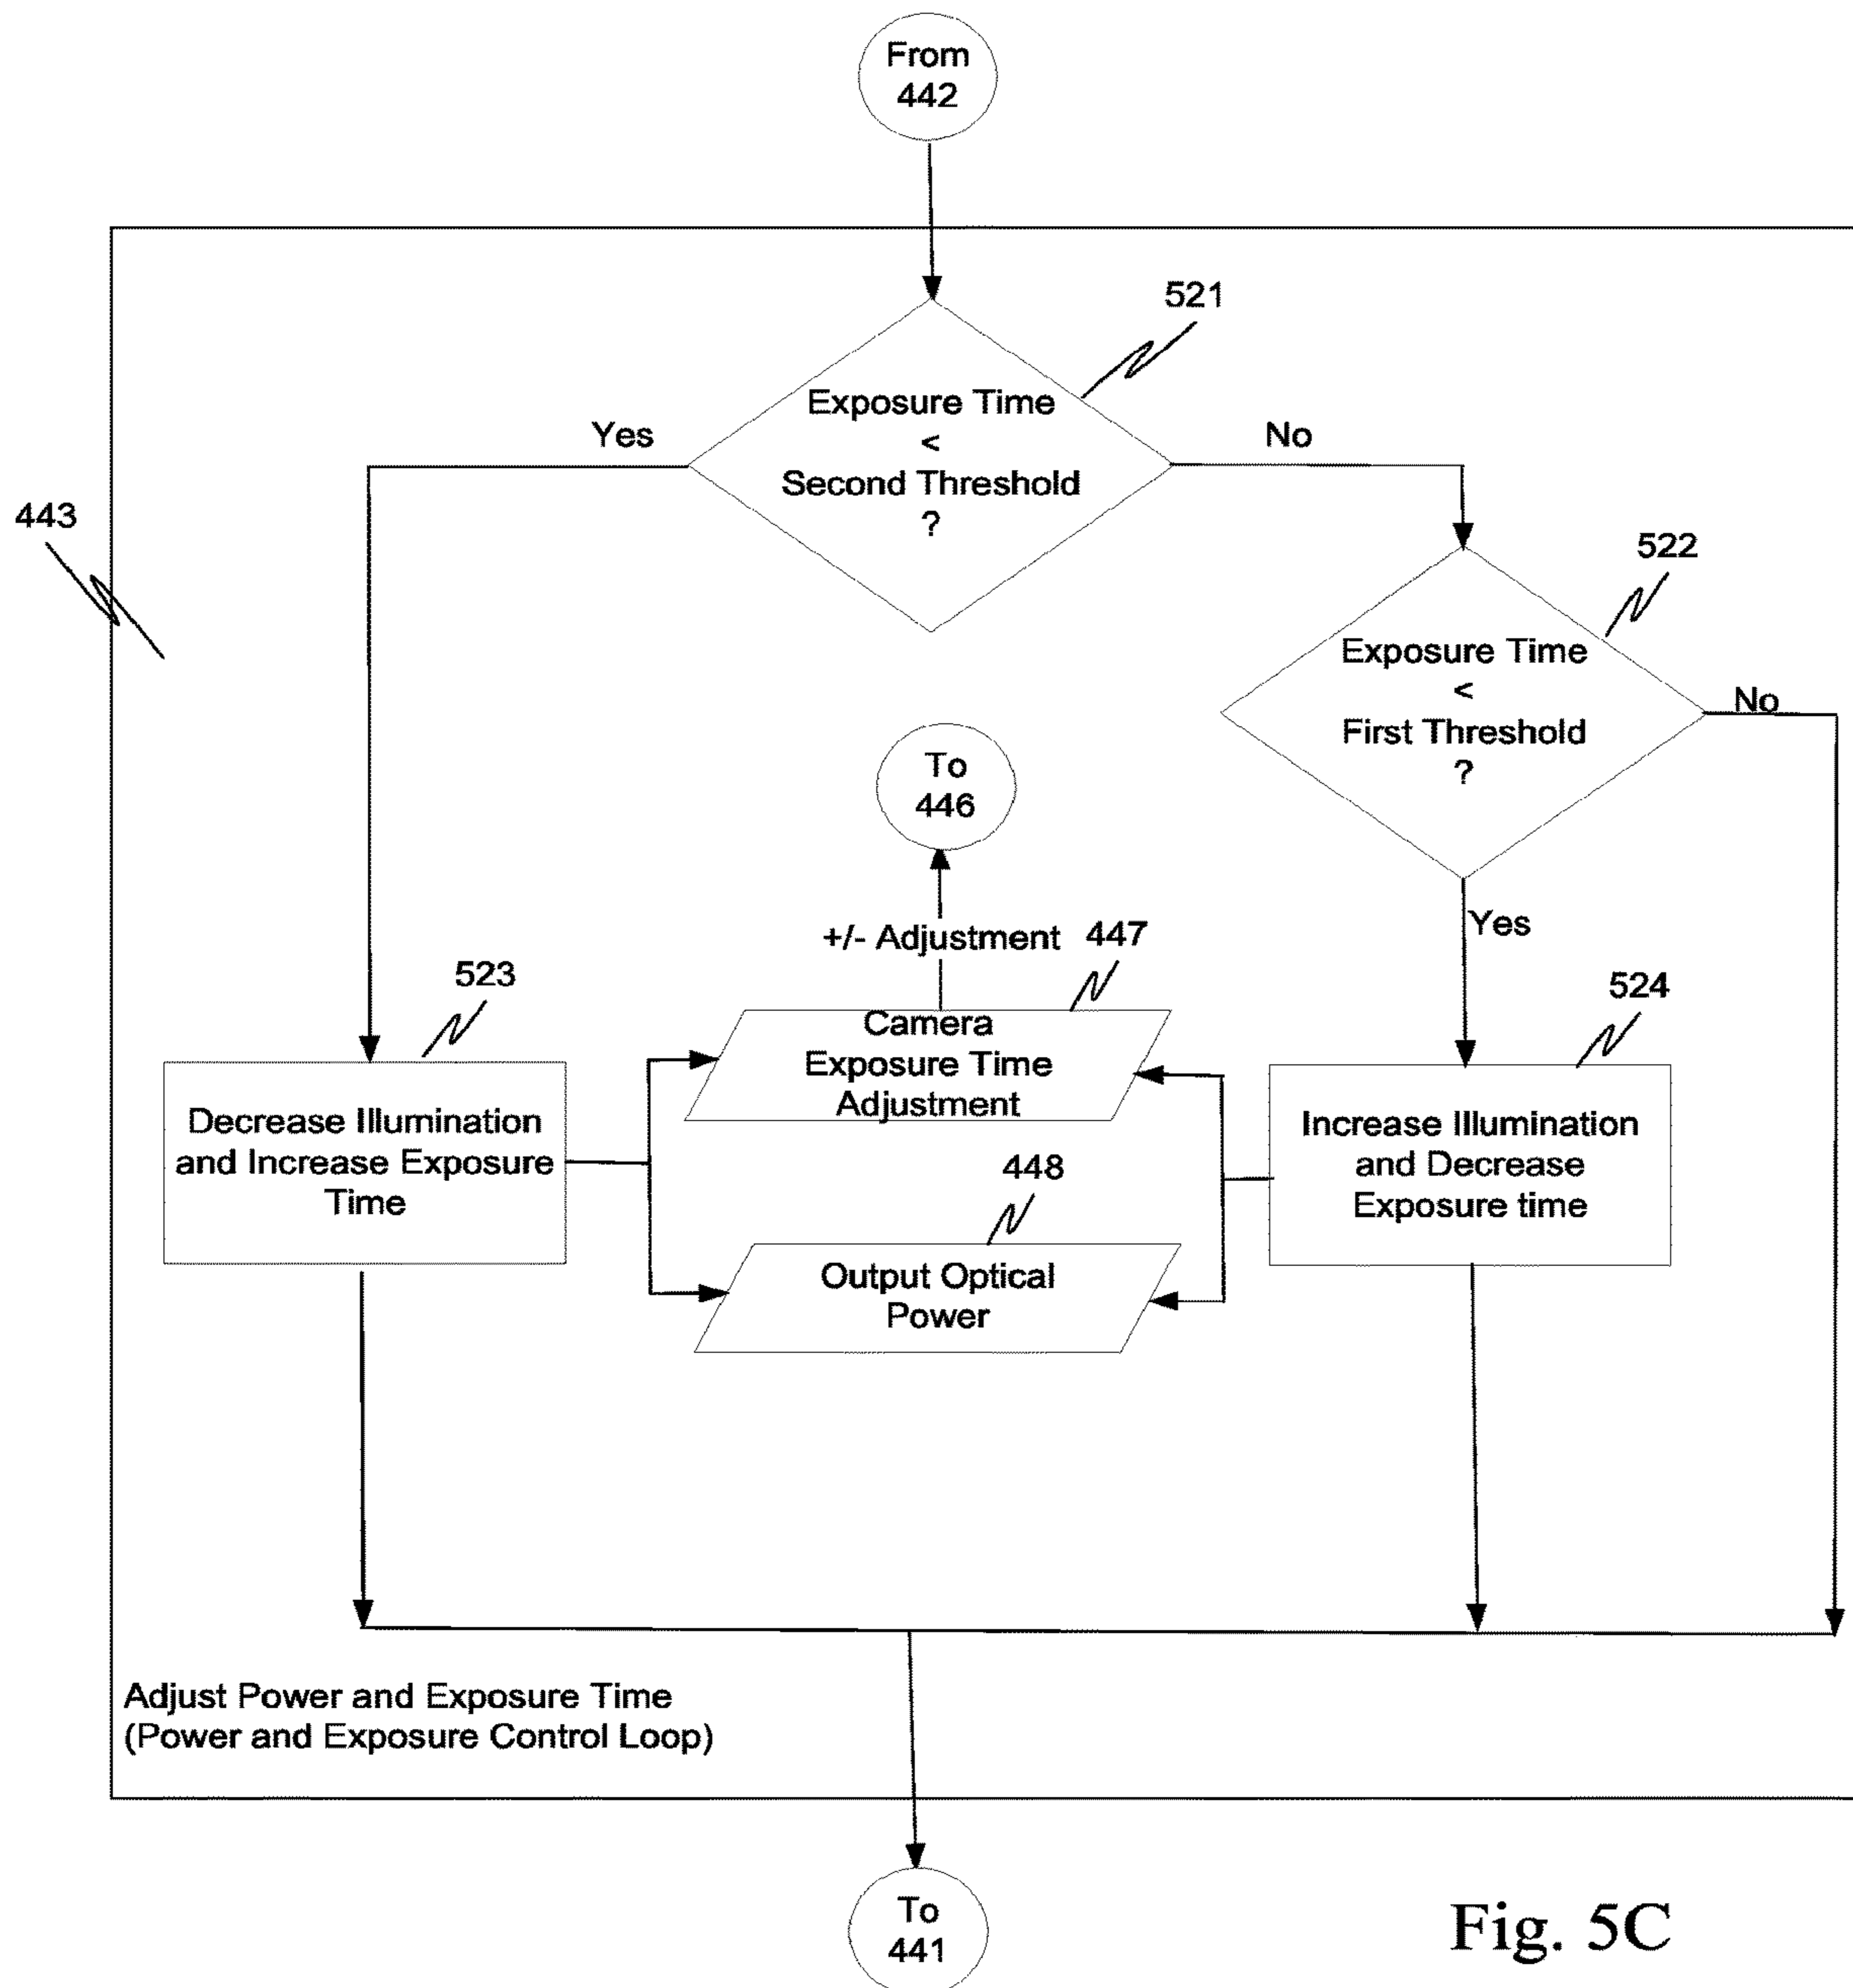 From
442
521
Exposure Time
<
Second Threshold
?
Yes
No
443
522
Exposure Time
<
First Threshold
?
No
Yes
To
446
+/- Adjustment
447
523
Camera
Exposure Time
Adjustment
524
Decrease Illumination
and Increase Exposure
Time
448
Output Optical
Power
Increase Illumination
and Decrease
Exposure time
Adjust Power and Exposure Time
(Power and Exposure Control Loop)
To
441
Fig. 5C